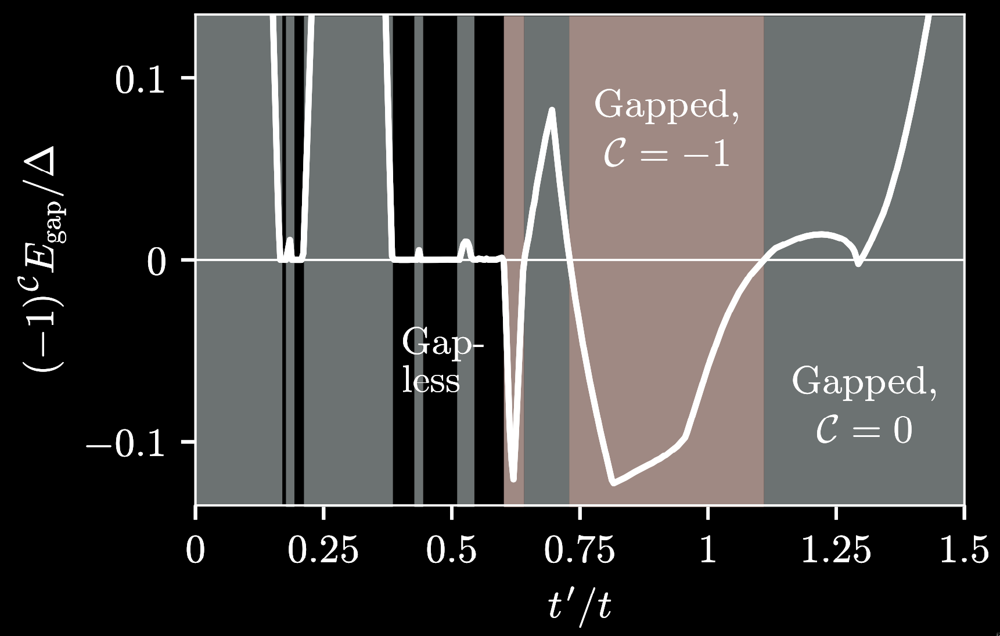 0.1
0
−0.1
(−1)^𝒞 E_gap/Δ
Gapped,
𝒞 = −1
Gap-
less
Gapped,
𝒞 = 0
0 0.25 0.5 0.75 1 1.25 1.5
t′/t